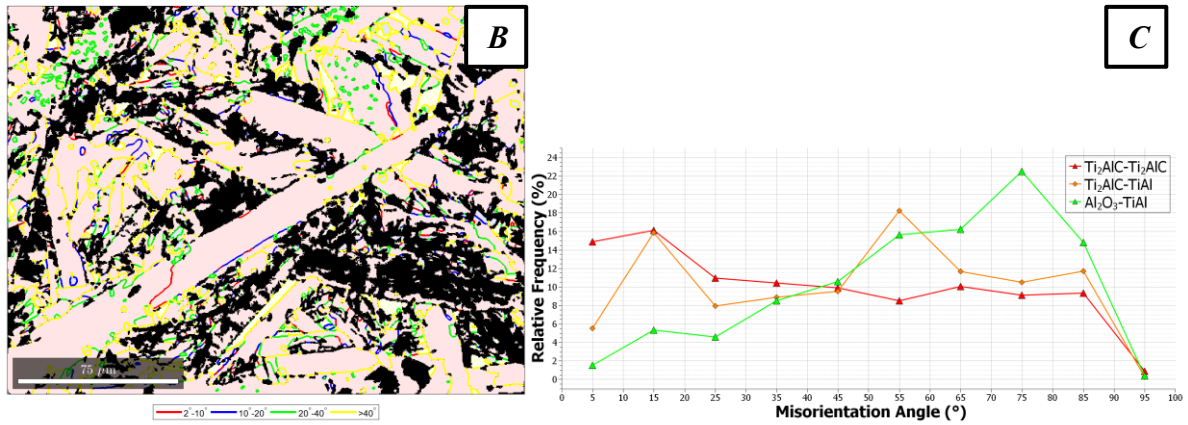 B
75 μm
2°-10° 10°-20° 20°-40° >40°
C
Relative Frequency (%)
24
22
20
18
16
14
12
10
8
6
4
2
0
0 5 10 15 20 25 30 35 40 45 50 55 60 65 70 75 80 85 90 95 100
Misorientation Angle (°)
Ti₂AlC-Ti₂AlC
Ti₂AlC-TiAl
Al₂O₃-TiAl